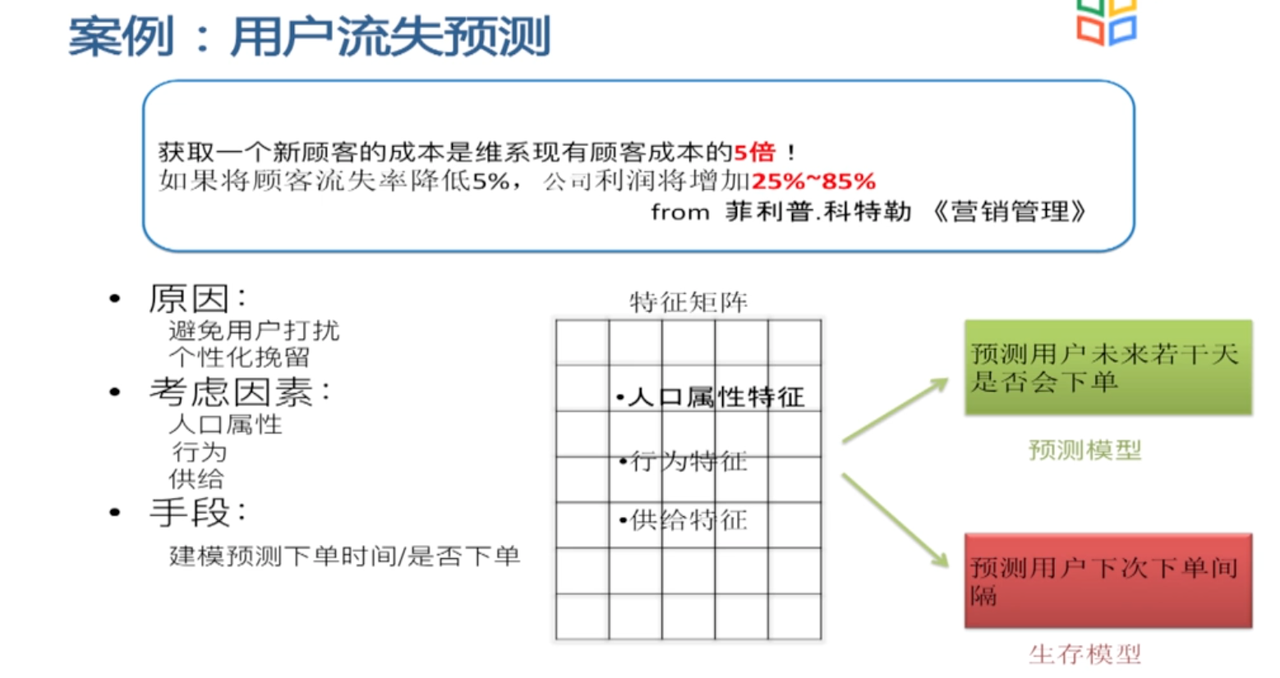 案例：用户流失预测
获取一个新顾客的成本是维系现有顾客成本的5倍！
如果将顾客流失率降低5%，公司利润将增加25%~85%
from 菲利普.科特勒 《营销管理》
• 原因：
避免用户打扰
个性化挽留
• 考虑因素：
人口属性
行为
供给
• 手段：
建模预测下单时间/是否下单
特征矩阵
•人口属性特征
•行为特征
•供给特征
预测用户未来若干天
是否会下单
预测模型
预测用户下次下单间
隔
生存模型